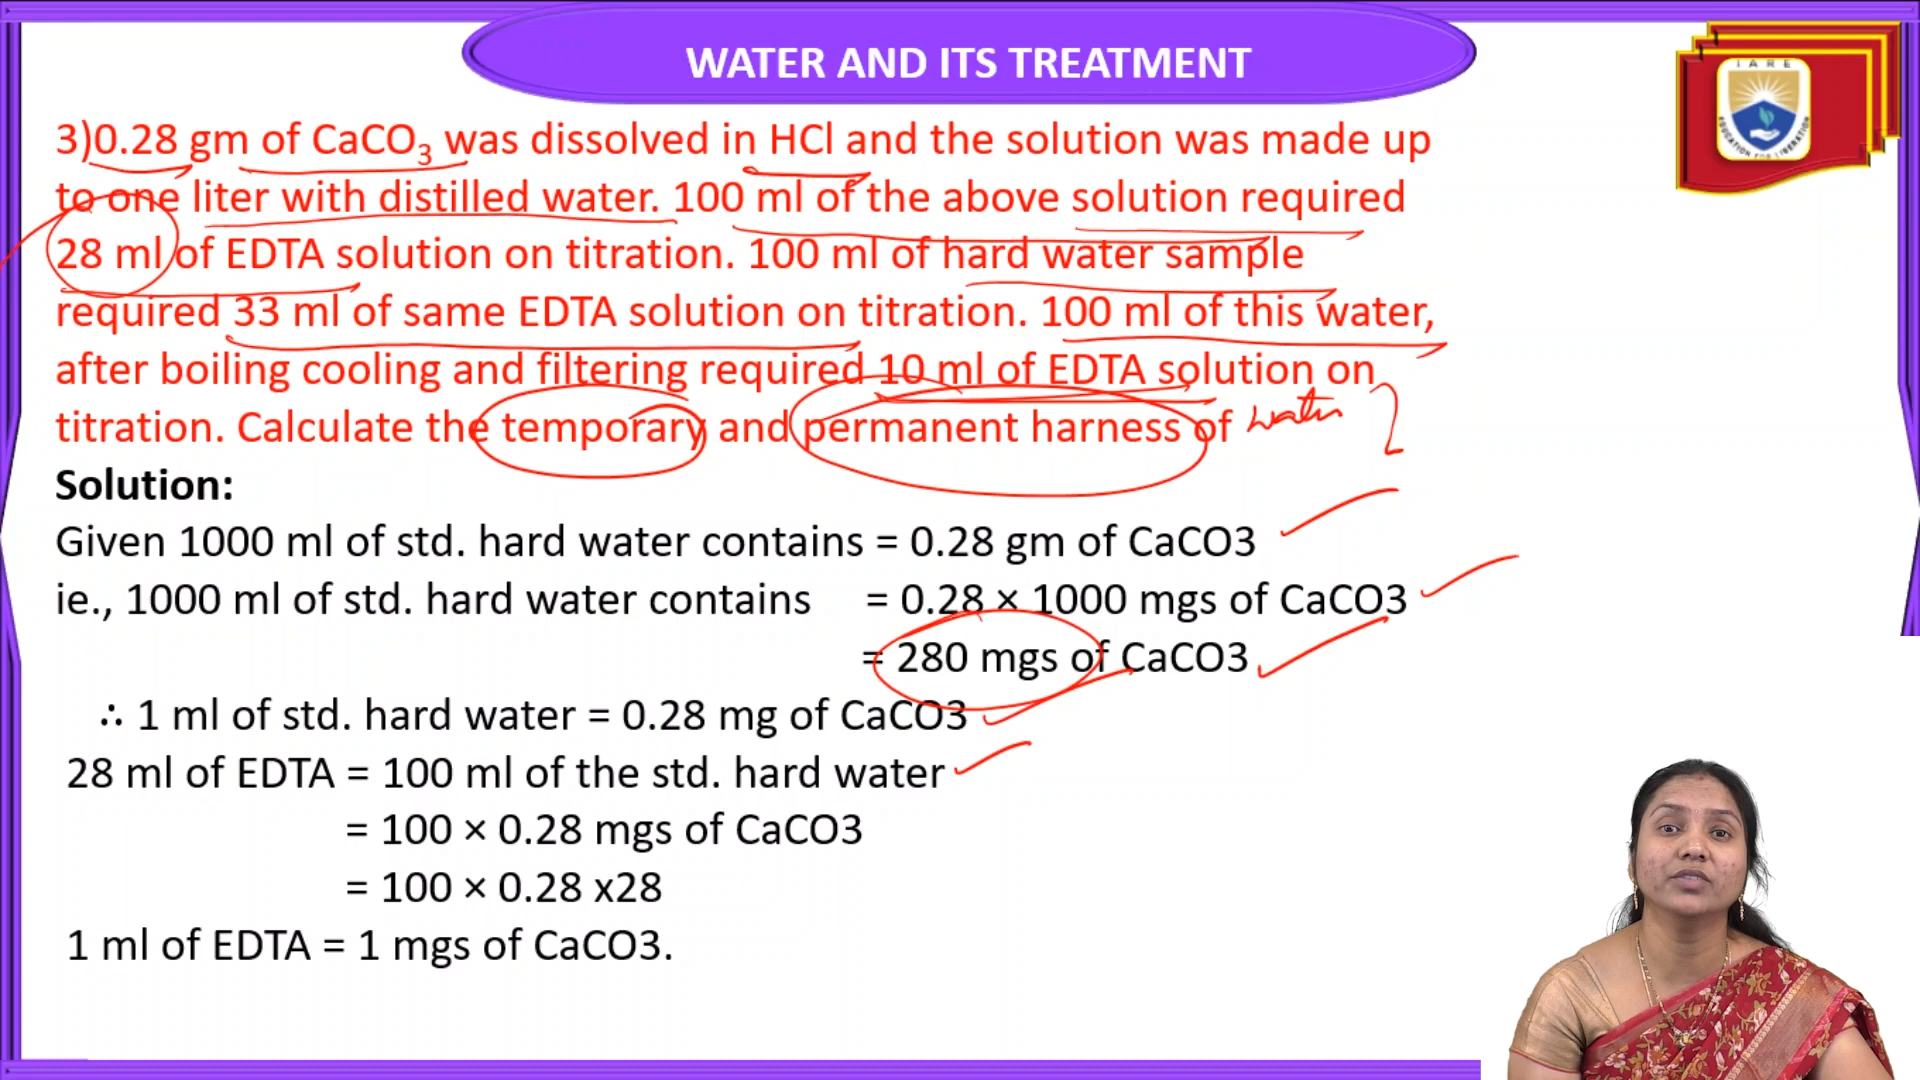 WATER AND ITS TREATMENT
IARE
EDUCATION FOR LIBERATION
3)0.28 gm of CaCO₃ was dissolved in HCl and the solution was made up
to one liter with distilled water. 100 ml of the above solution required
28 ml of EDTA solution on titration. 100 ml of hard water sample
required 33 ml of same EDTA solution on titration. 100 ml of this water,
after boiling cooling and filtering required 10 ml of EDTA solution on
titration. Calculate the temporary and permanent harness of water ?
Solution:
Given 1000 ml of std. hard water contains = 0.28 gm of CaCO3
ie., 1000 ml of std. hard water contains = 0.28 × 1000 mgs of CaCO3
= 280 mgs of CaCO3
∴ 1 ml of std. hard water = 0.28 mg of CaCO3
28 ml of EDTA = 100 ml of the std. hard water
= 100 × 0.28 mgs of CaCO3
= 100 × 0.28 x28
1 ml of EDTA = 1 mgs of CaCO3.